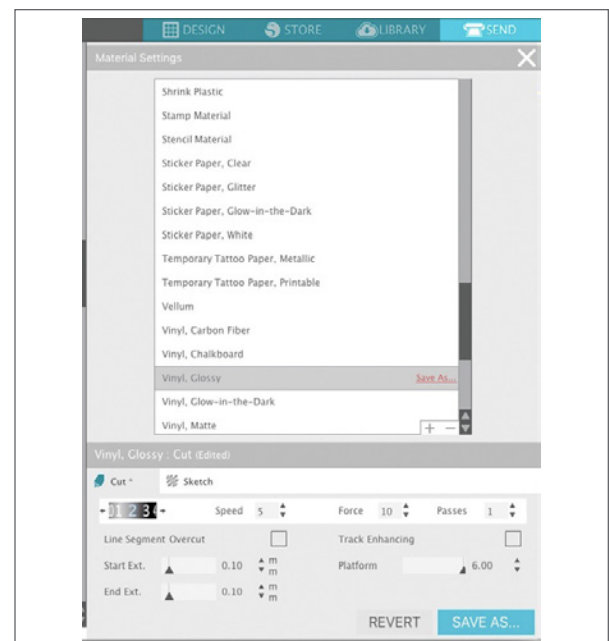 DESIGN STORE LIBRARY SEND
Material Settings
Shrink Plastic
Stamp Material
Stencil Material
Sticker Paper, Clear
Sticker Paper, Glitter
Sticker Paper, Glow-in-the-Dark
Sticker Paper, White
Temporary Tattoo Paper, Metallic
Temporary Tattoo Paper, Printable
Vellum
Vinyl, Carbon Fiber
Vinyl, Chalkboard
Vinyl, Glossy Save As...
Vinyl, Glow-in-the-Dark
Vinyl, Matte + −
Vinyl, Glossy : Cut (Edited)
Cut * Sketch
1 2 3 Speed 5 Force 10 Passes 1
Line Segment Overcut Track Enhancing
Start Ext. 0.10 m m Platform 6.00
End Ext. 0.10 m m
REVERT SAVE AS...